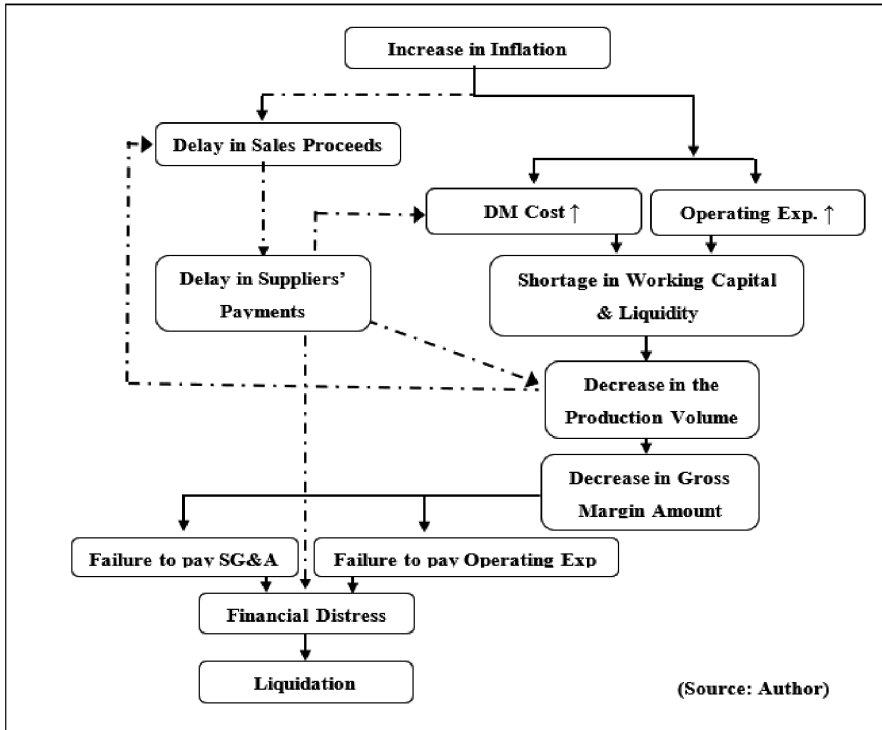 Increase in Inflation
Delay in Sales Proceeds
DM Cost ↑
Operating Exp. ↑
Delay in Suppliers’
Payments
Shortage in Working Capital
& Liquidity
Decrease in the
Production Volume
Decrease in Gross
Margin Amount
Failure to pay SG&A
Failure to pay Operating Exp
Financial Distress
Liquidation
(Source: Author)